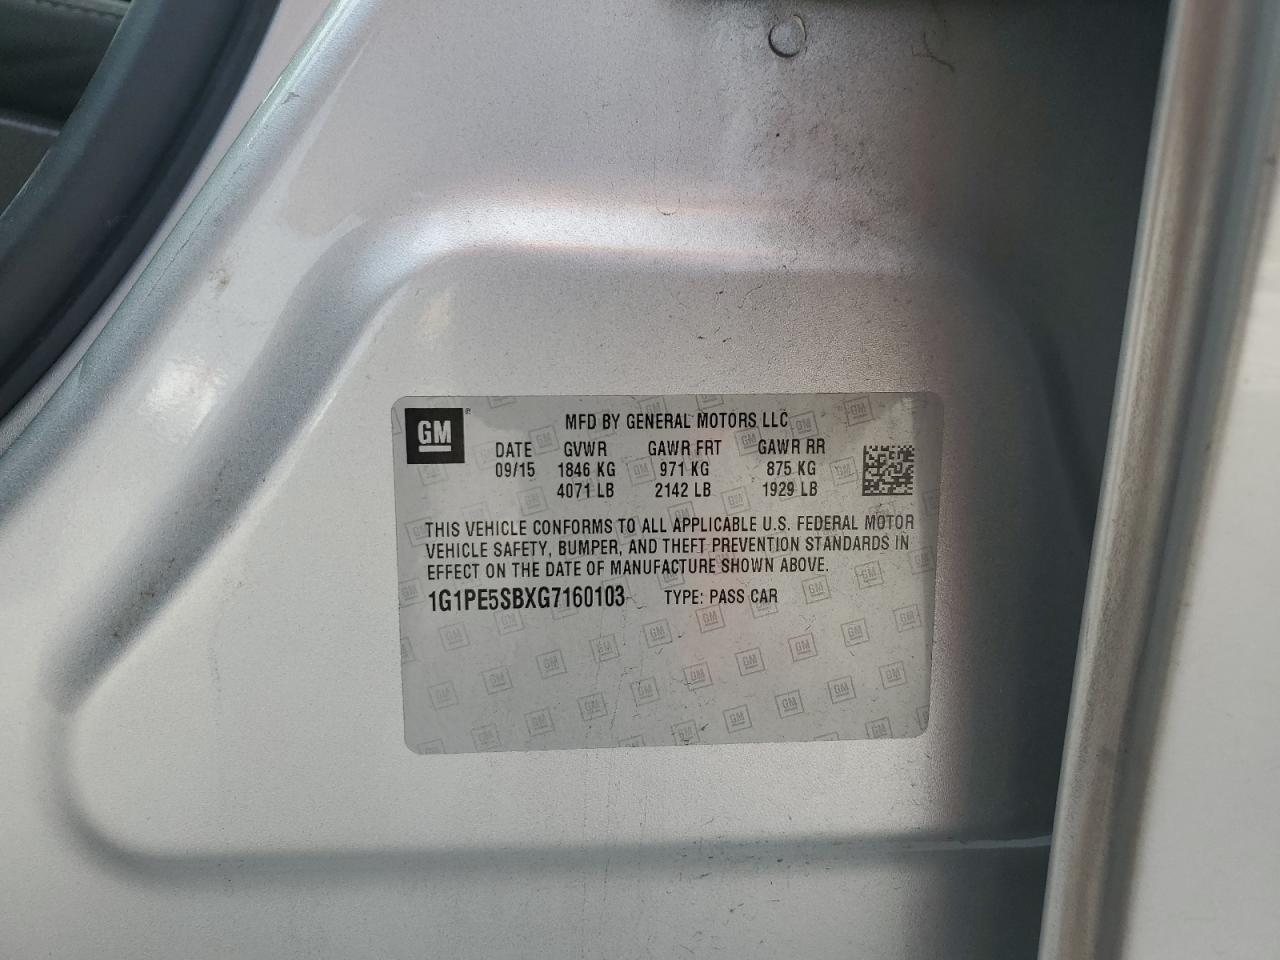 GM ® MFD BY GENERAL MOTORS LLC
DATE GVWR GAWR FRT GAWR RR
09/15 1846 KG 971 KG 875 KG
4071 LB 2142 LB 1929 LB
THIS VEHICLE CONFORMS TO ALL APPLICABLE U.S. FEDERAL MOTOR
VEHICLE SAFETY, BUMPER, AND THEFT PREVENTION STANDARDS IN
EFFECT ON THE DATE OF MANUFACTURE SHOWN ABOVE.
1G1PE5SBXG7160103 TYPE: PASS CAR